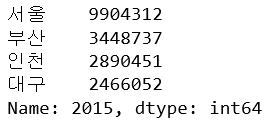 서울    9904312
부산    3448737
인천    2890451
대구    2466052
Name: 2015, dtype: int64